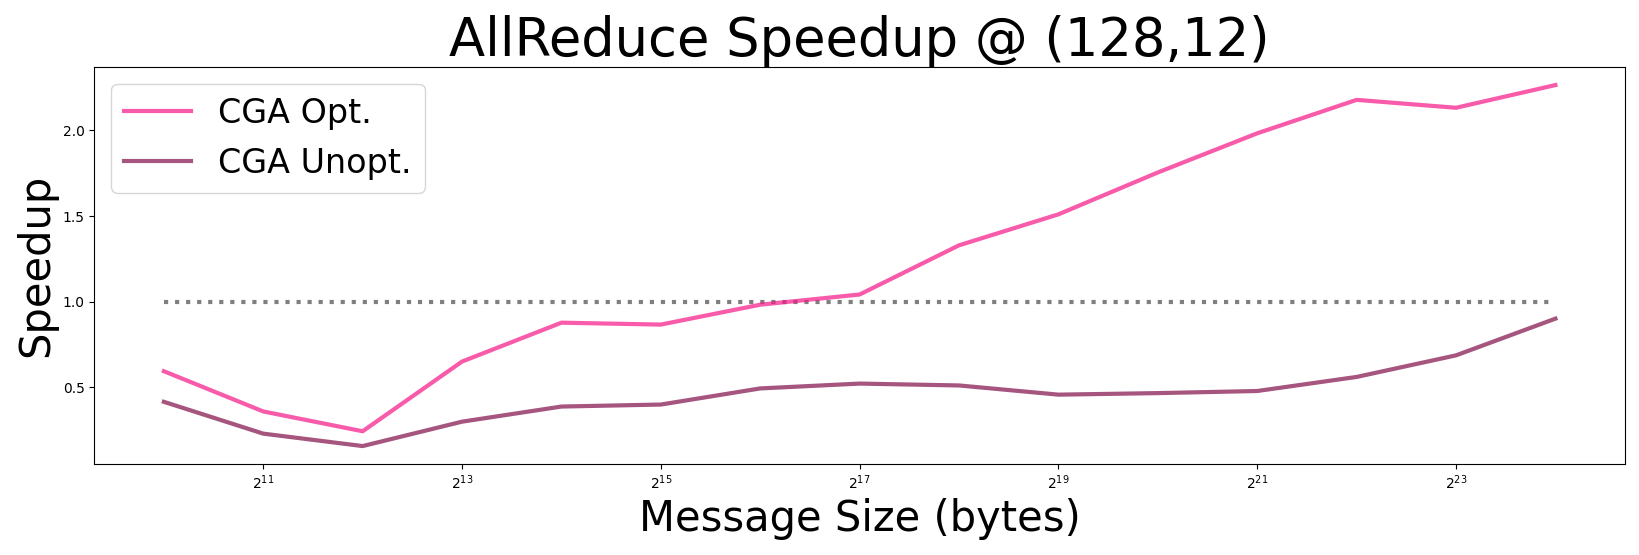 AllReduce Speedup @ (128,12)
CGA Opt.
CGA Unopt.
Speedup
2.0
1.5
1.0
0.5
2^11 2^13 2^15 2^17 2^19 2^21 2^23
Message Size (bytes)